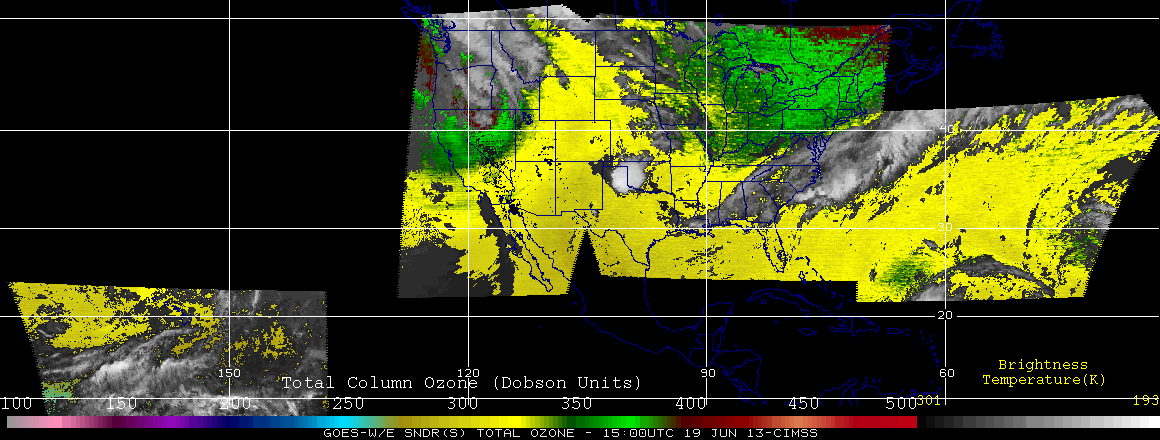 40
30
20
150 120 90 60
Total Column Ozone (Dobson Units)
Brightness
Temperature(K)
100 150 200 250 300 350 400 450 500 301 193
GOES-W/E SNDR(S) TOTAL OZONE - 15:00UTC 19 JUN 13-CIMSS